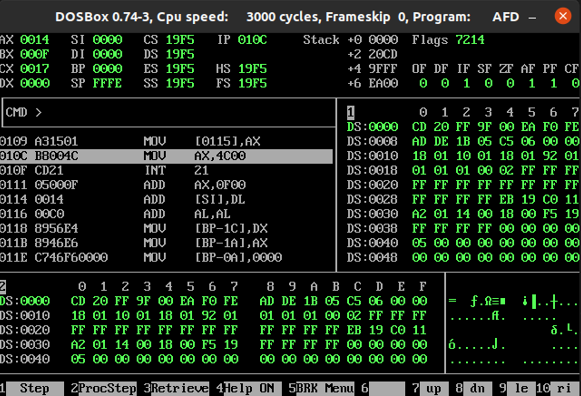 DOSBox 0.74-3, Cpu speed: 3000 cycles, Frameskip 0, Program: AFD
AX 0014 SI 0000 CS 19F5 IP 010C Stack +0 0000 Flags 7214
BX 000F DI 0000 DS 19F5 +2 20CD
CX 0017 BP 0000 ES 19F5 HS 19F5 +4 9FFF OF DF IF SF ZF AF PF CF
DX 0000 SP FFFE SS 19F5 FS 19F5 +6 EA00 0 0 1 0 0 1 1 0
CMD >
0109 A31501 MOV [0115],AX
010C B8004C MOV AX,4C00
010F CD21 INT 21
0111 05000F ADD AX,0F00
0114 0014 ADD [SI],DL
0116 00C0 ADD AL,AL
0118 8956E4 MOV [BP-1C],DX
011B 8946E6 MOV [BP-1A],AX
011E C746F60000 MOV [BP-0A],0000
1 0 1 2 3 4 5 6 7
DS:0000 CD 20 FF 9F 00 EA F0 FE
DS:0008 AD DE 1B 05 C5 06 00 00
DS:0010 18 01 10 01 18 01 92 01
DS:0018 01 01 01 00 02 FF FF FF
DS:0020 FF FF FF FF FF FF FF FF
DS:0028 FF FF FF FF EB 19 C0 11
DS:0030 A2 01 14 00 18 00 F5 19
DS:0038 FF FF FF FF 00 00 00 00
DS:0040 05 00 00 00 00 00 00 00
DS:0048 00 00 00 00 00 00 00 00
2 0 1 2 3 4 5 6 7 8 9 A B C D E F
DS:0000 CD 20 FF 9F 00 EA F0 FE AD DE 1B 05 C5 06 00 00
DS:0010 18 01 10 01 18 01 92 01 01 01 01 00 02 FF FF FF
DS:0020 FF FF FF FF FF FF FF FF FF FF FF FF EB 19 C0 11
DS:0030 A2 01 14 00 18 00 F5 19 FF FF FF FF 00 00 00 00
DS:0040 05 00 00 00 00 00 00 00 00 00 00 00 00 00 00 00
1 Step 2 ProcStep 3 Retrieve 4 Help ON 5 BRK Menu 6 7 up 8 dn 9 le 10 ri